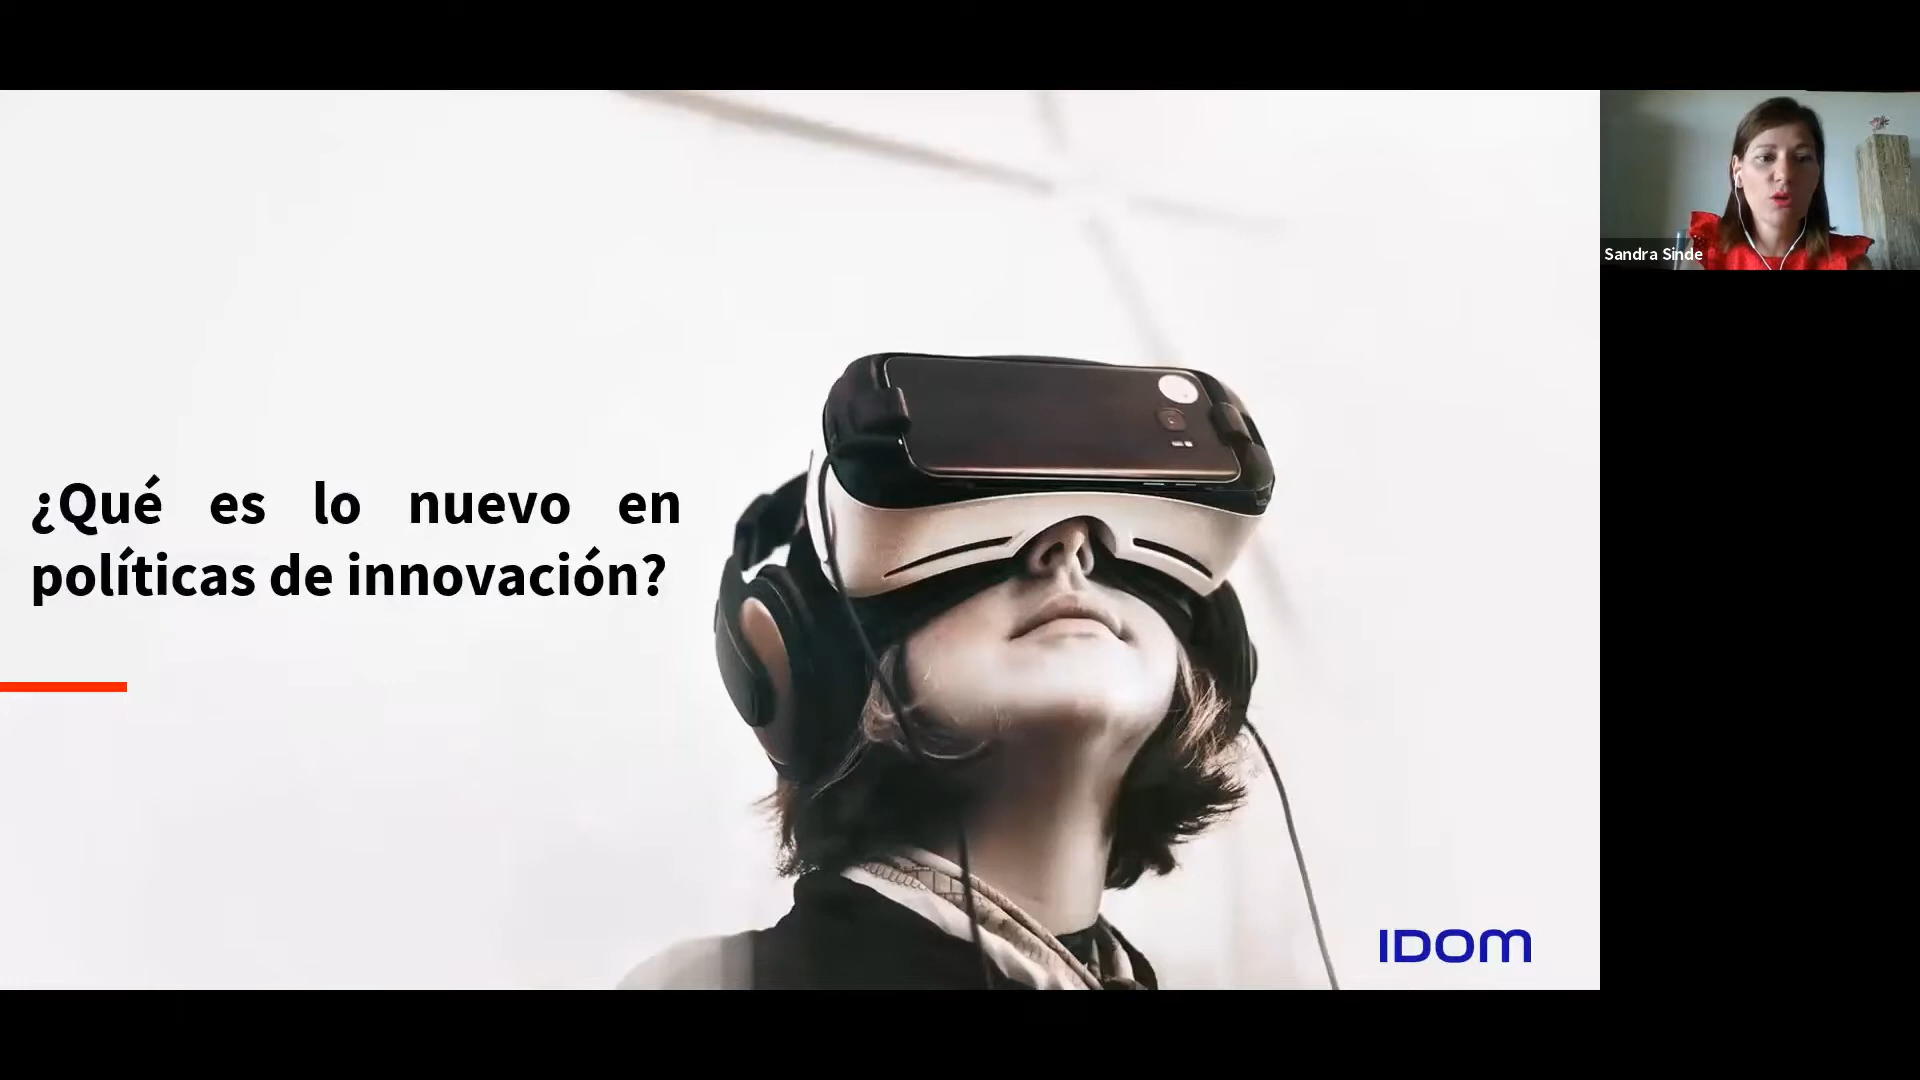 ¿Qué es lo nuevo en
políticas de innovación?
IDOM
Sandra Sinde